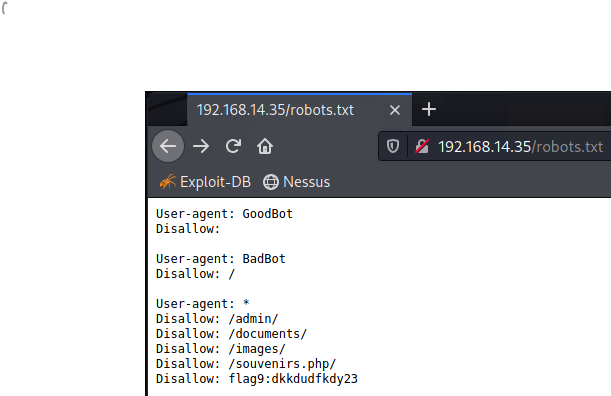 192.168.14.35/robots.txt
192.168.14.35/robots.txt
Exploit-DB Nessus
User-agent: GoodBot
Disallow:
User-agent: BadBot
Disallow: /
User-agent: *
Disallow: /admin/
Disallow: /documents/
Disallow: /images/
Disallow: /souvenirs.php/
Disallow: flag9:dkkdudfkdy23